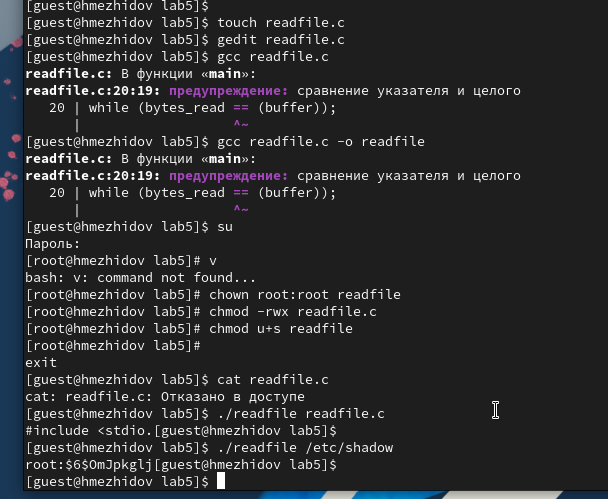 [guest@hmezhidov lab5]$
[guest@hmezhidov lab5]$ touch readfile.c
[guest@hmezhidov lab5]$ gedit readfile.c
[guest@hmezhidov lab5]$ gcc readfile.c
readfile.c: В функции «main»:
readfile.c:20:19: предупреждение: сравнение указателя и целого
   20 | while (bytes_read == (buffer));
      |                   ^~
[guest@hmezhidov lab5]$ gcc readfile.c -o readfile
readfile.c: В функции «main»:
readfile.c:20:19: предупреждение: сравнение указателя и целого
   20 | while (bytes_read == (buffer));
      |                   ^~
[guest@hmezhidov lab5]$ su
Пароль:
[root@hmezhidov lab5]# v
bash: v: command not found...
[root@hmezhidov lab5]# chown root:root readfile
[root@hmezhidov lab5]# chmod -rwx readfile.c
[root@hmezhidov lab5]# chmod u+s readfile
[root@hmezhidov lab5]#
exit
[guest@hmezhidov lab5]$ cat readfile.c
cat: readfile.c: Отказано в доступе
[guest@hmezhidov lab5]$ ./readfile readfile.c
#include <stdio.[guest@hmezhidov lab5]$
[guest@hmezhidov lab5]$ ./readfile /etc/shadow
root:$6$OmJpkglj[guest@hmezhidov lab5]$
[guest@hmezhidov lab5]$